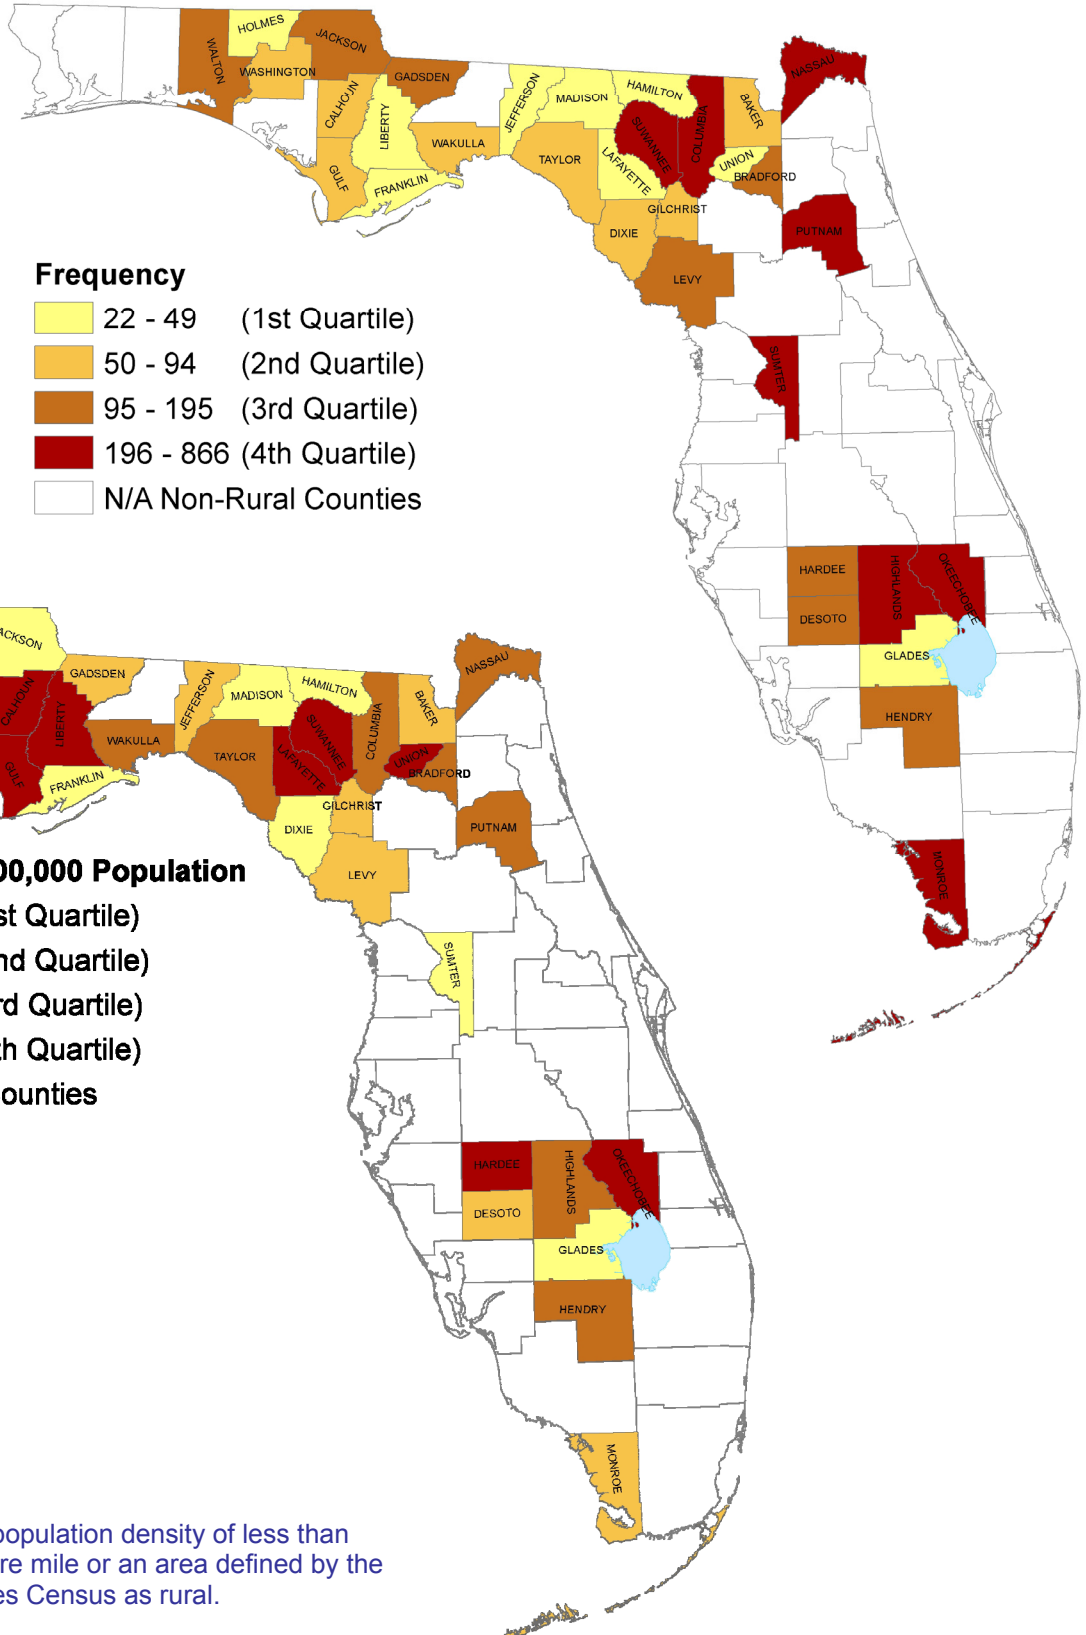 HOLMES
JACKSON
WALTON
WASHINGTON
GADSDEN
CALHOUN
LIBERTY
GULF
FRANKLIN
WAKULLA
JEFFERSON
MADISON
HAMILTON
TAYLOR
LAFAYETTE
SUWANNEE
COLUMBIA
BAKER
NASSAU
UNION
BRADFORD
GILCHRIST
DIXIE
LEVY
PUTNAM
SUMTER
HARDEE
DESOTO
HIGHLANDS
OKEECHOBEE
GLADES
HENDRY
MONROE
Frequency
22 - 49 (1st Quartile)
50 - 94 (2nd Quartile)
95 - 195 (3rd Quartile)
196 - 866 (4th Quartile)
N/A Non-Rural Counties
ACKSON
GADSDEN
CALHOUN
LIBERTY
GULF
FRANKLIN
WAKULLA
JEFFERSON
MADISON
HAMILTON
TAYLOR
LAFAYETTE
SUWANNEE
COLUMBIA
BAKER
NASSAU
UNION
BRADFORD
GILCHRIST
DIXIE
LEVY
PUTNAM
SUMTER
HARDEE
DESOTO
HIGHLANDS
OKEECHOBEE
GLADES
HENDRY
MONROE
00,000 Population
st Quartile)
nd Quartile)
rd Quartile)
th Quartile)
ounties
population density of less than
re mile or an area defined by the
es Census as rural.